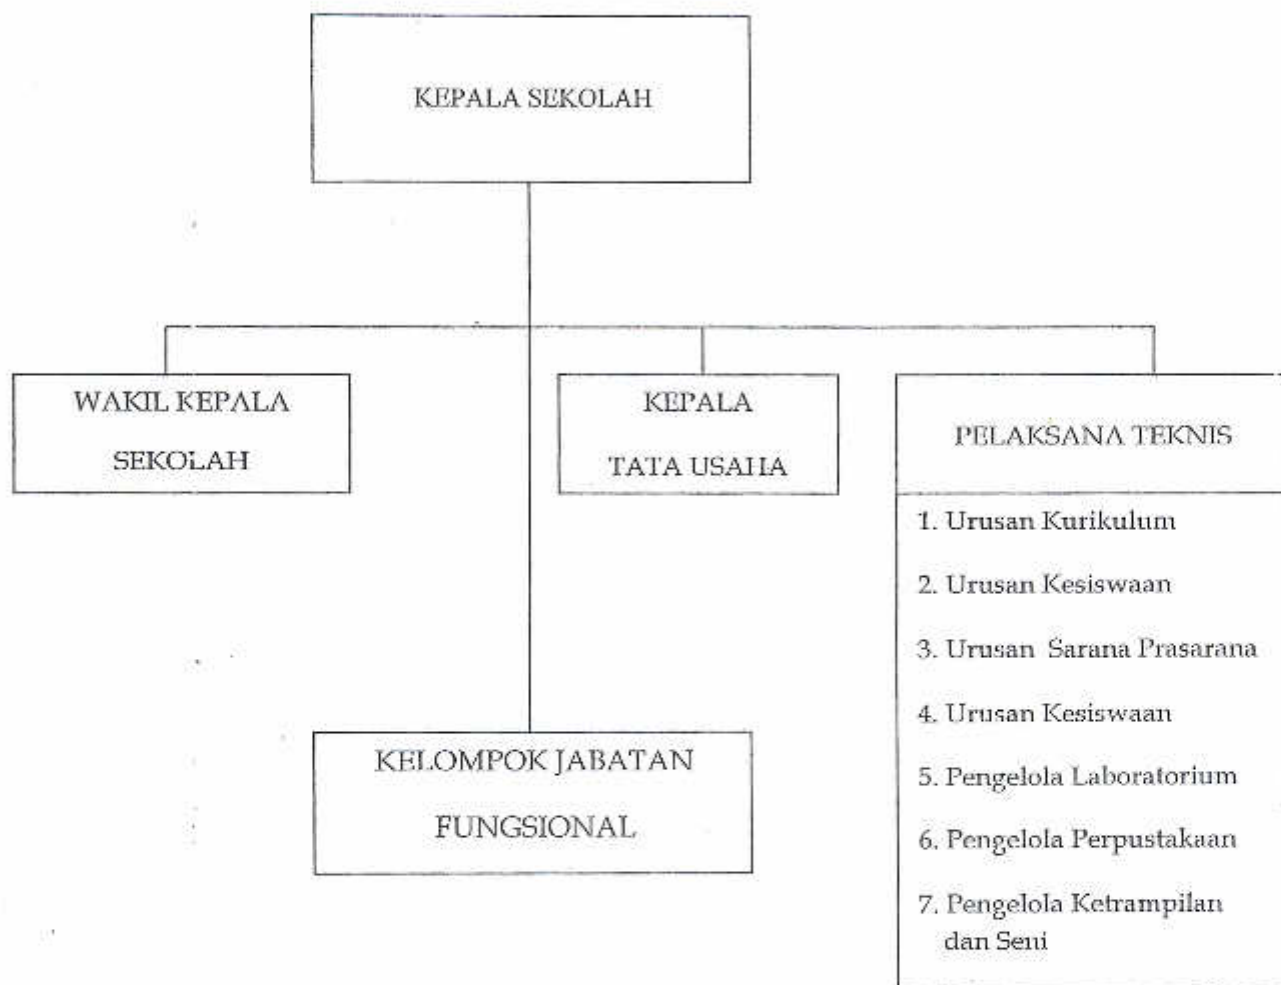 KEPALA SEKOLAH
WAKIL KEPALA
SEKOLAH
KEPALA
TATA USAHA
PELAKSANA TEKNIS
1. Urusan Kurikulum
2. Urusan Kesiswaan
3. Urusan Sarana Prasarana
4. Urusan Kesiswaan
5. Pengelola Laboratorium
6. Pengelola Perpustakaan
7. Pengelola Ketrampilan
dan Seni
KELOMPOK JABATAN
FUNGSIONAL